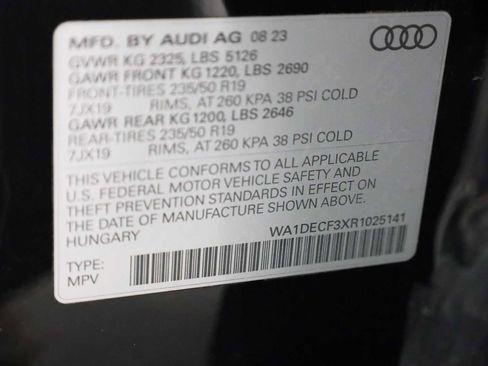 MFD. BY AUDI AG 08 23
GVWR KG 2325, LBS 5126
GAWR FRONT KG 1220, LBS 2690
FRONT-TIRES 235/50 R19
7JX19 RIMS, AT 260 KPA 38 PSI COLD
GAWR REAR KG 1200, LBS 2646
REAR-TIRES 235/50 R19
7JX19 RIMS, AT 260 KPA 38 PSI COLD
THIS VEHICLE CONFORMS TO ALL APPLICABLE
U.S. FEDERAL MOTOR VEHICLE SAFETY AND
THEFT PREVENTION STANDARDS IN EFFECT ON
THE DATE OF MANUFACTURE SHOWN ABOVE.
HUNGARY WA1DECF3XR1025141
TYPE:
MPV